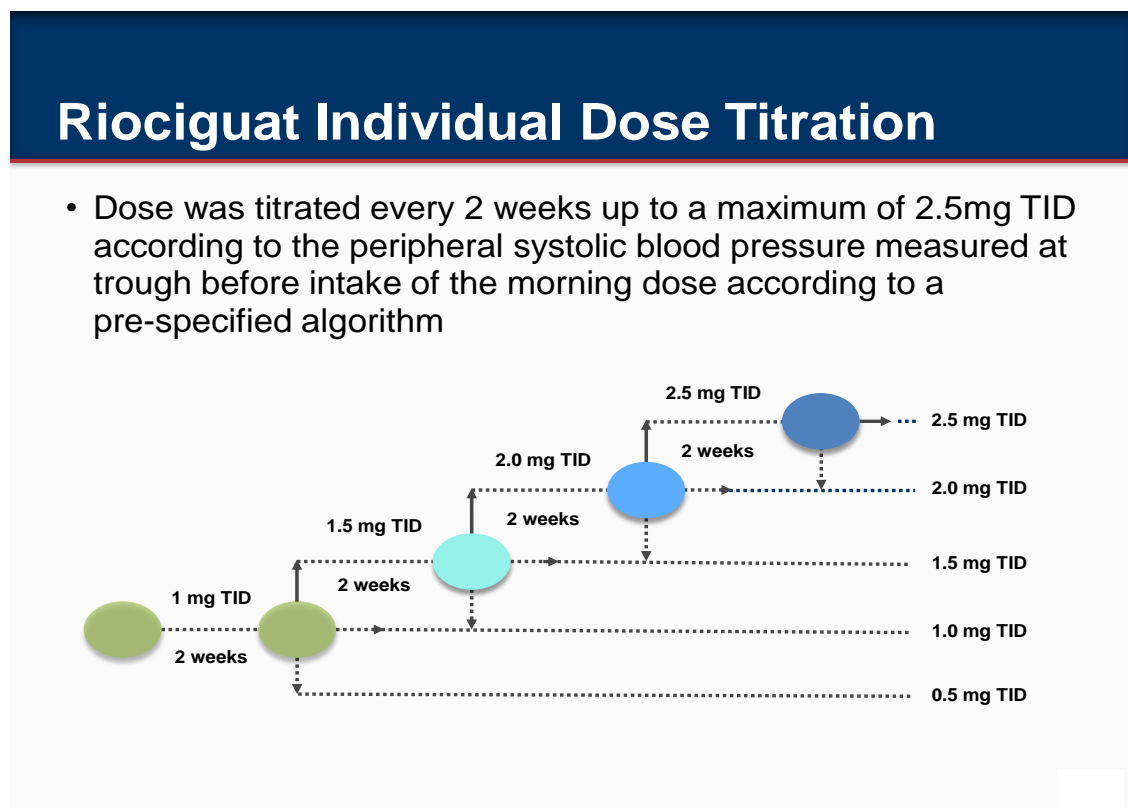 Riociguat Individual Dose Titration
• Dose was titrated every 2 weeks up to a maximum of 2.5mg TID
according to the peripheral systolic blood pressure measured at
trough before intake of the morning dose according to a
pre-specified algorithm
2.5 mg TID
2.5 mg TID
2 weeks
2.0 mg TID
2.0 mg TID
2 weeks
1.5 mg TID
1.5 mg TID
2 weeks
1 mg TID
1.0 mg TID
2 weeks
0.5 mg TID